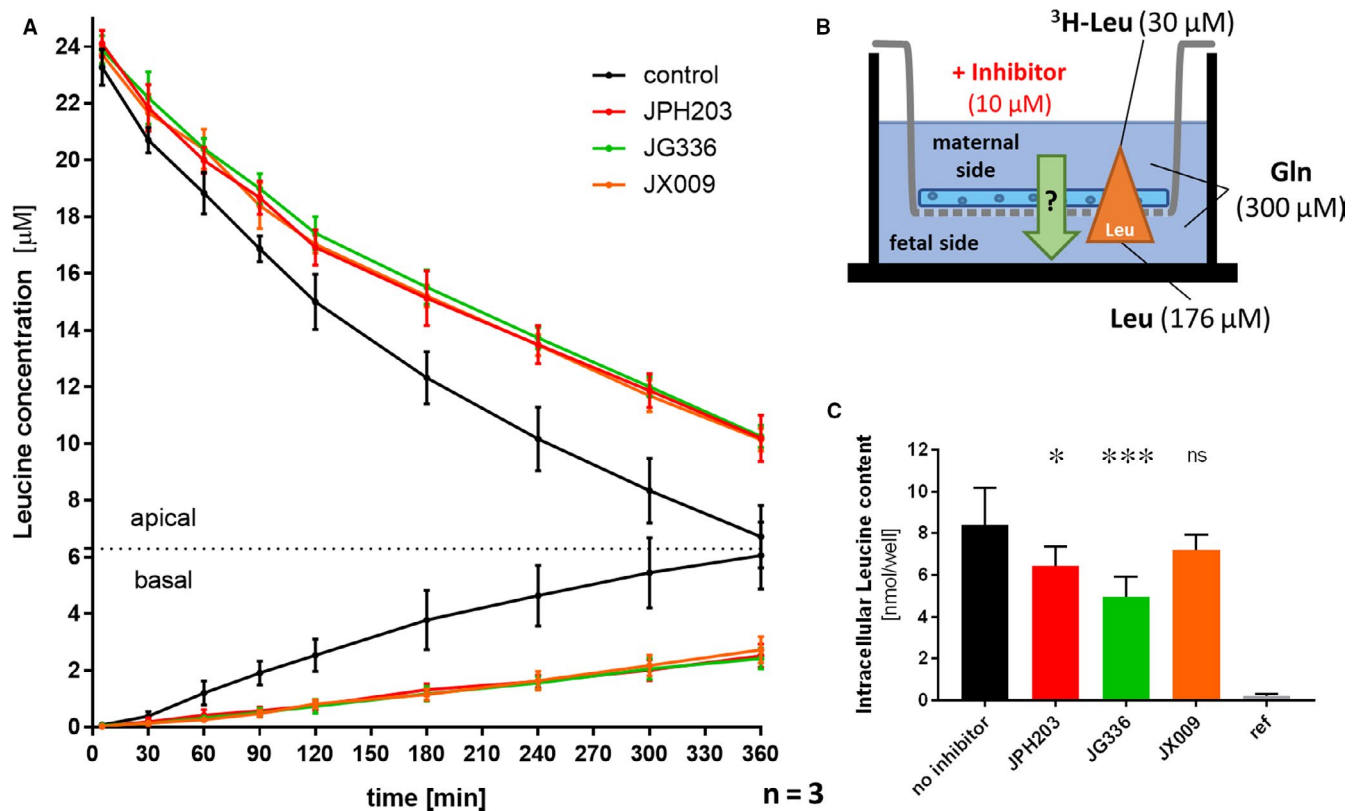 A
Leucine concentration [µM]
24
22
20
18
16
14
12
10
8
6
4
2
0
apical
basal
control
JPH203
JG336
JX009
0
30
60
90
120
150
180
210
240
270
300
330
360
time [min]
n = 3
B
³H-Leu (30 µM)
+ Inhibitor
(10 µM)
maternal
side
?
Leu
fetal side
Gln
(300 µM)
Leu (176 µM)
C
Intracellular Leucine content
[nmol/well]
12
10
8
6
4
2
0
*
***
ns
no inhibitor
JPH203
JG336
JX009
ref